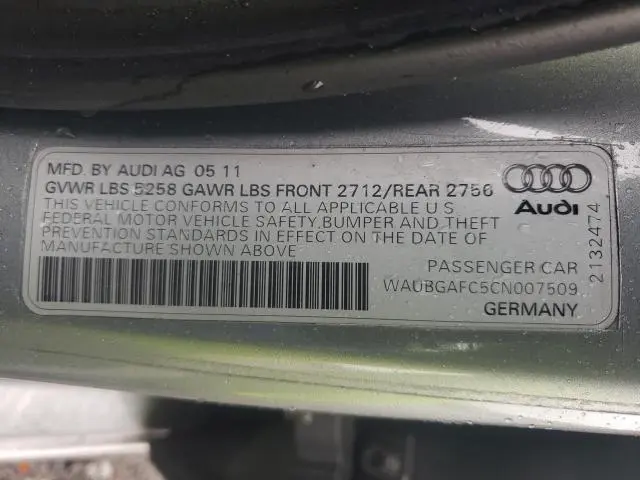 MFD. BY AUDI AG 05 11
GVWR LBS 5258 GAWR LBS FRONT 2712/REAR 2756
THIS VEHICLE CONFORMS TO ALL APPLICABLE U S
FEDERAL MOTOR VEHICLE SAFETY, BUMPER AND THEFT
PREVENTION STANDARDS IN EFFECT ON THE DATE OF
MANUFACTURE SHOWN ABOVE
Audi
2132474
PASSENGER CAR
WAUBGAFC5CN007509
GERMANY